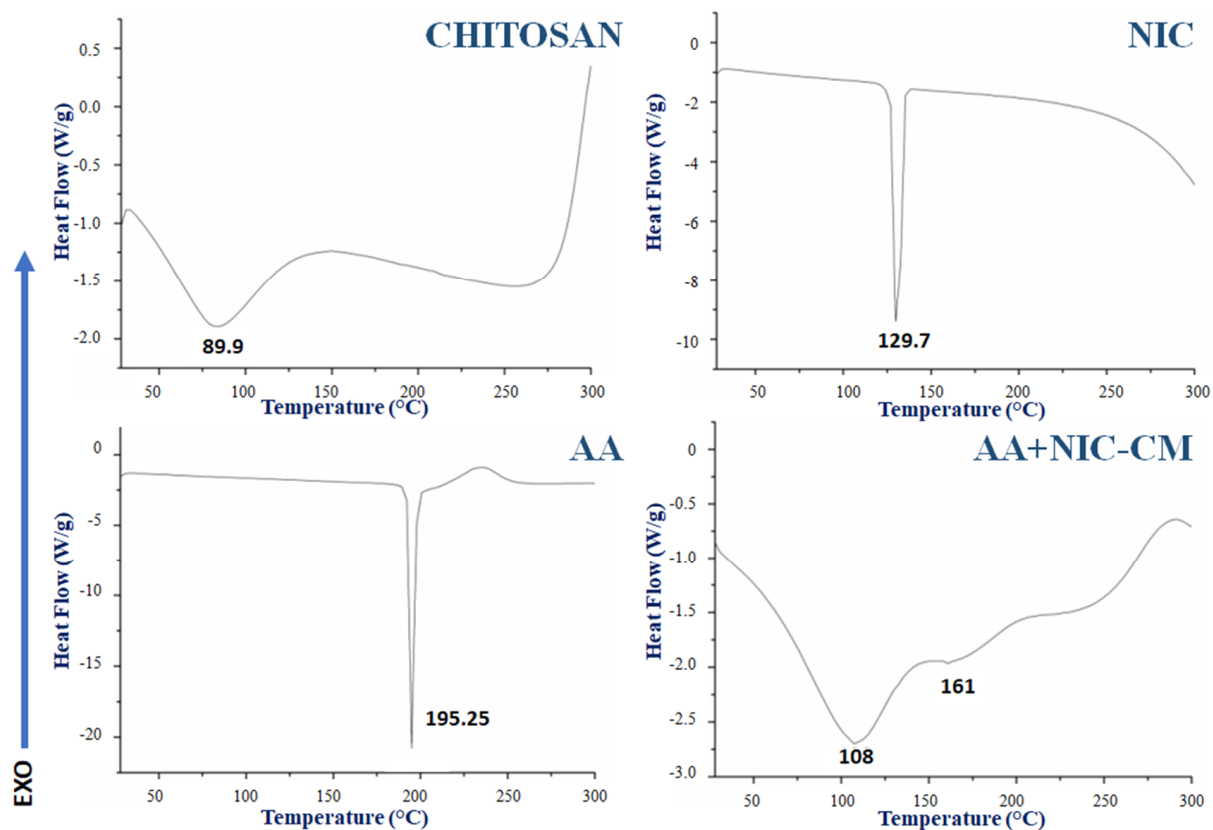 CHITOSAN
0.5
0.0
-0.5
-1.0
-1.5
-2.0
Heat Flow (W/g)
89.9
50 100 150 200 250 300
Temperature (°C)
NIC
0
-2
-4
-6
-8
-10
Heat Flow (W/g)
129.7
50 100 150 200 250 300
Temperature (°C)
AA
0
-5
-10
-15
-20
Heat Flow (W/g)
195.25
50 100 150 200 250 300
Temperature (°C)
AA+NIC-CM
0
-0.5
-1.0
-1.5
-2.0
-2.5
-3.0
Heat Flow (W/g)
161
108
50 100 150 200 250 300
Temperature (°C)
EXO